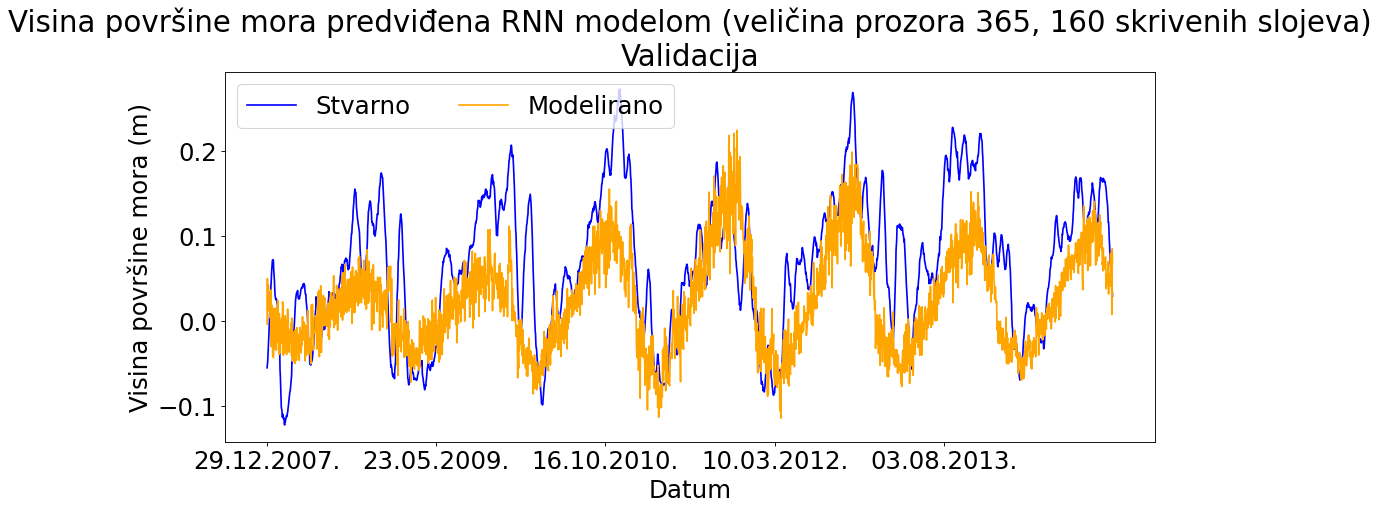 Visina površine mora predviđena RNN modelom (veličina prozora 365, 160 skrivenih slojeva)
Validacija
Stvarno Modelirano
Visina površine mora (m)
0.2
0.1
0.0
−0.1
29.12.2007. 23.05.2009. 16.10.2010. 10.03.2012. 03.08.2013.
Datum